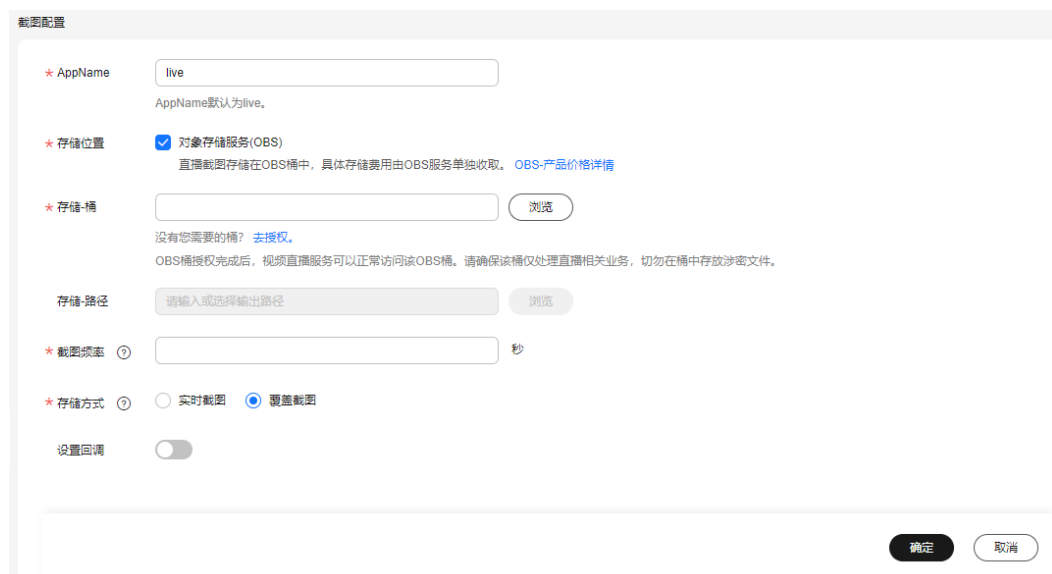 截图配置
* AppName live
AppName默认为live。
* 存储位置 对象存储服务(OBS)
直播截图存储在OBS桶中，具体存储费用由OBS服务单独收取。 OBS-产品价格详情
* 存储-桶 浏览
没有您需要的桶？ 去授权。
OBS桶授权完成后，视频直播服务可以正常访问该OBS桶。请确保该桶仅处理直播相关业务，切勿在桶中存放涉密文件。
存储-路径 请输入或选择输出路径 浏览
* 截图频率 ? 秒
* 存储方式 ? 实时截图 覆盖截图
设置回调
确定 取消